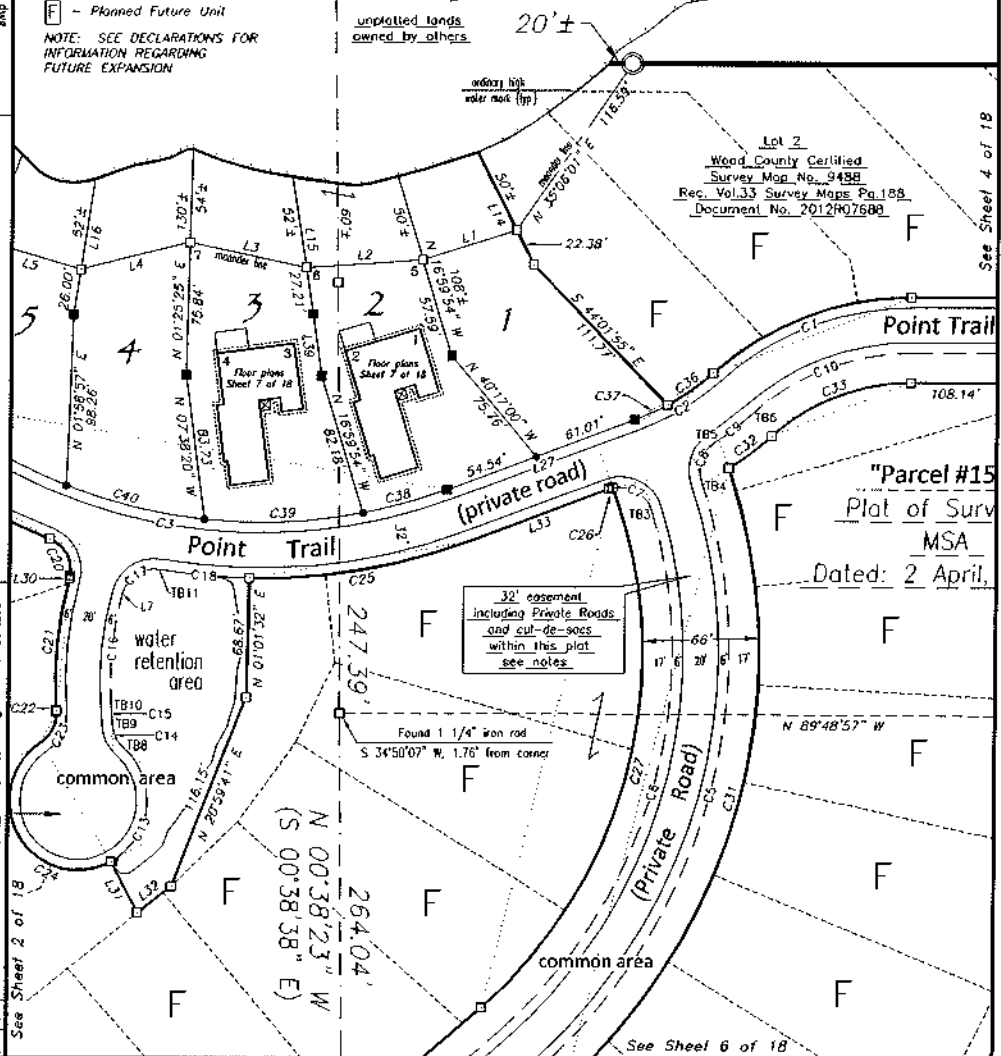 F - Planned Future Unit
NOTE: SEE DECLARATIONS FOR
INFORMATION REGARDING
FUTURE EXPANSION
unplatted lands
owned by others
20'±
ordinary high
water mark (typ)
116.59'
meander line
N 35°06'01" E
Lot 2
Wood County Certified
Survey Map No. 9488
Rec. Vol.33 Survey Maps Pg.188
Document No. 2012R07688
See Sheet 4 of 18
F
F
F
50'±
L14
22.38'
S 44°01'55" E
111.77'
52'±
L16
130'±
54'±
52'±
L15
60'±
50'±
L5
L4
L3
meander line
L2
L1
7
6
5
26.00'
N 01°25'25" E
75.84'
27.21'
L39
108'±
N 16°59'54" W
57.59'
5
4
3
2
1
4
3
Floor plans
Sheet 7 of 18
2
1
Floor plans
Sheet 7 of 18
N 01°58'57" E
98.26'
N 07°38'20" W
83.73'
N 16°59'54" W
82.18'
N 40°17'00" W
75.76
C37
C36
C2
61.01'
54.54'
L27
C1
Point Trail
C10
C33
108.14'
TB6
C9
TB5
C8
C32
TB4
C40
C3
C39
C38
(private road)
32'
L33
C7
TB3
C26
Point Trail
C25
"Parcel #15
Plat of Surv
MSA
Dated: 2 April,
F
F
C20
L30
C17
C18
TB11
L7
6'
20'
6'
C21
C16
water
retention
area
68.67'
N 01°01'32" E
C22
C23
TB10
C15
TB9
C14
TB8
common area
C13
C24
L31
L32
116.15'
N 20°59'41" E
F
247.39'
32' easement
including Private Roads
and cul-de-sacs
within this plat
see notes
66'
17' 6' 20' 6' 17'
Found 1 1/4" iron rod
S 34°50'07" W, 1.76' from corner
N 89°48'57" W
F
F
C27
C6
C5
C31
(Private Road)
N 00°38'23" W
(S 00°38'38" E)
264.04'
F
F
F
F
F
common area
See Sheet 2 of 18
See Sheet 6 of 18